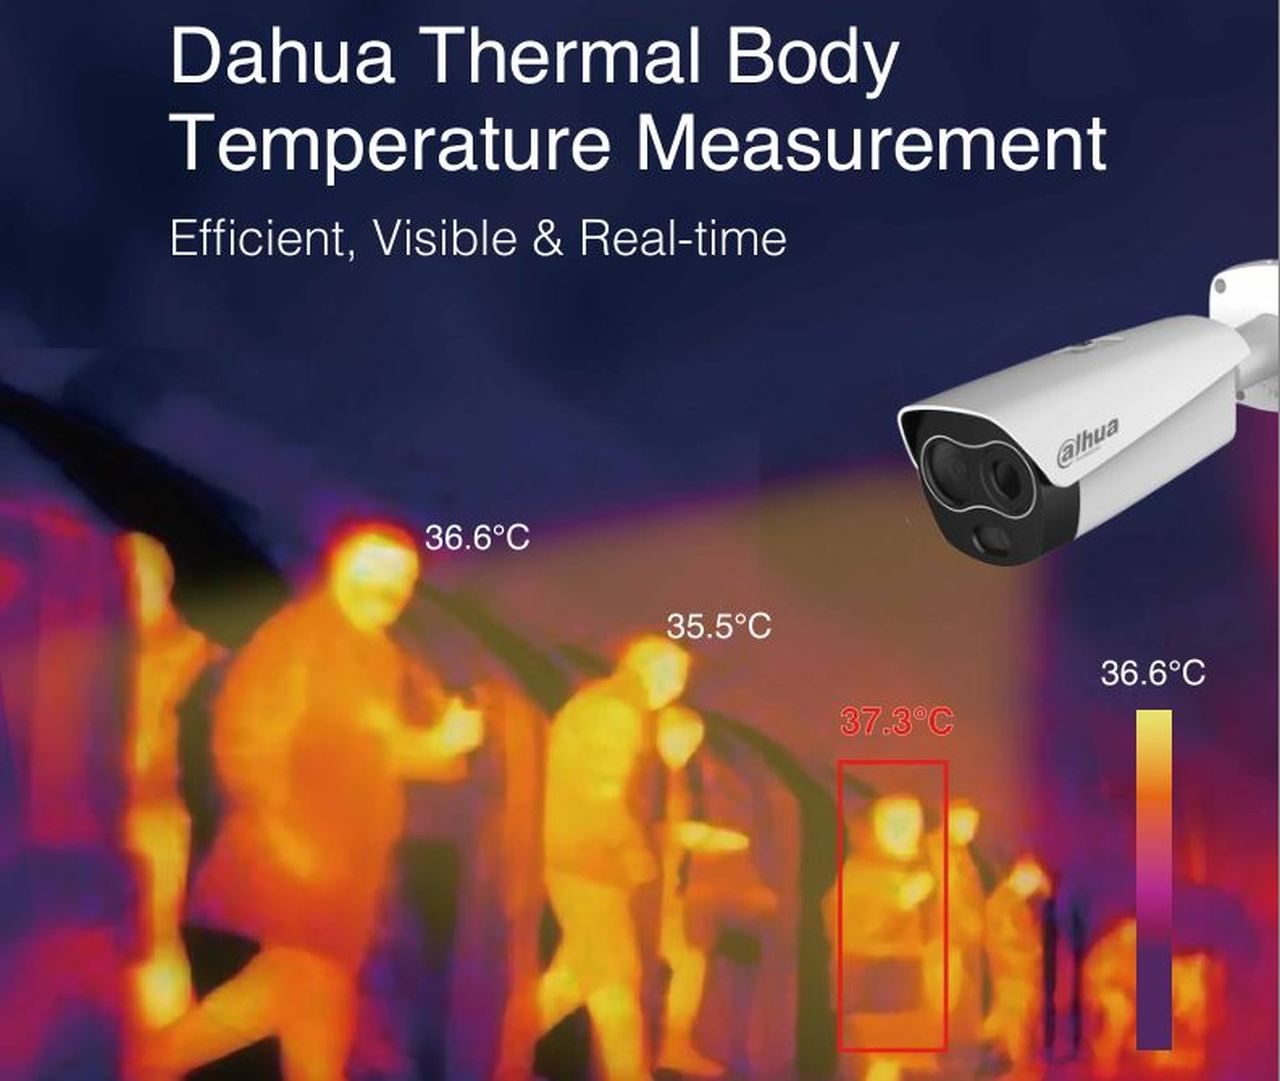 Dahua Thermal Body
Temperature Measurement
Efficient, Visible & Real-time
alhua
36.6°C
35.5°C
36.6°C
37.3°C